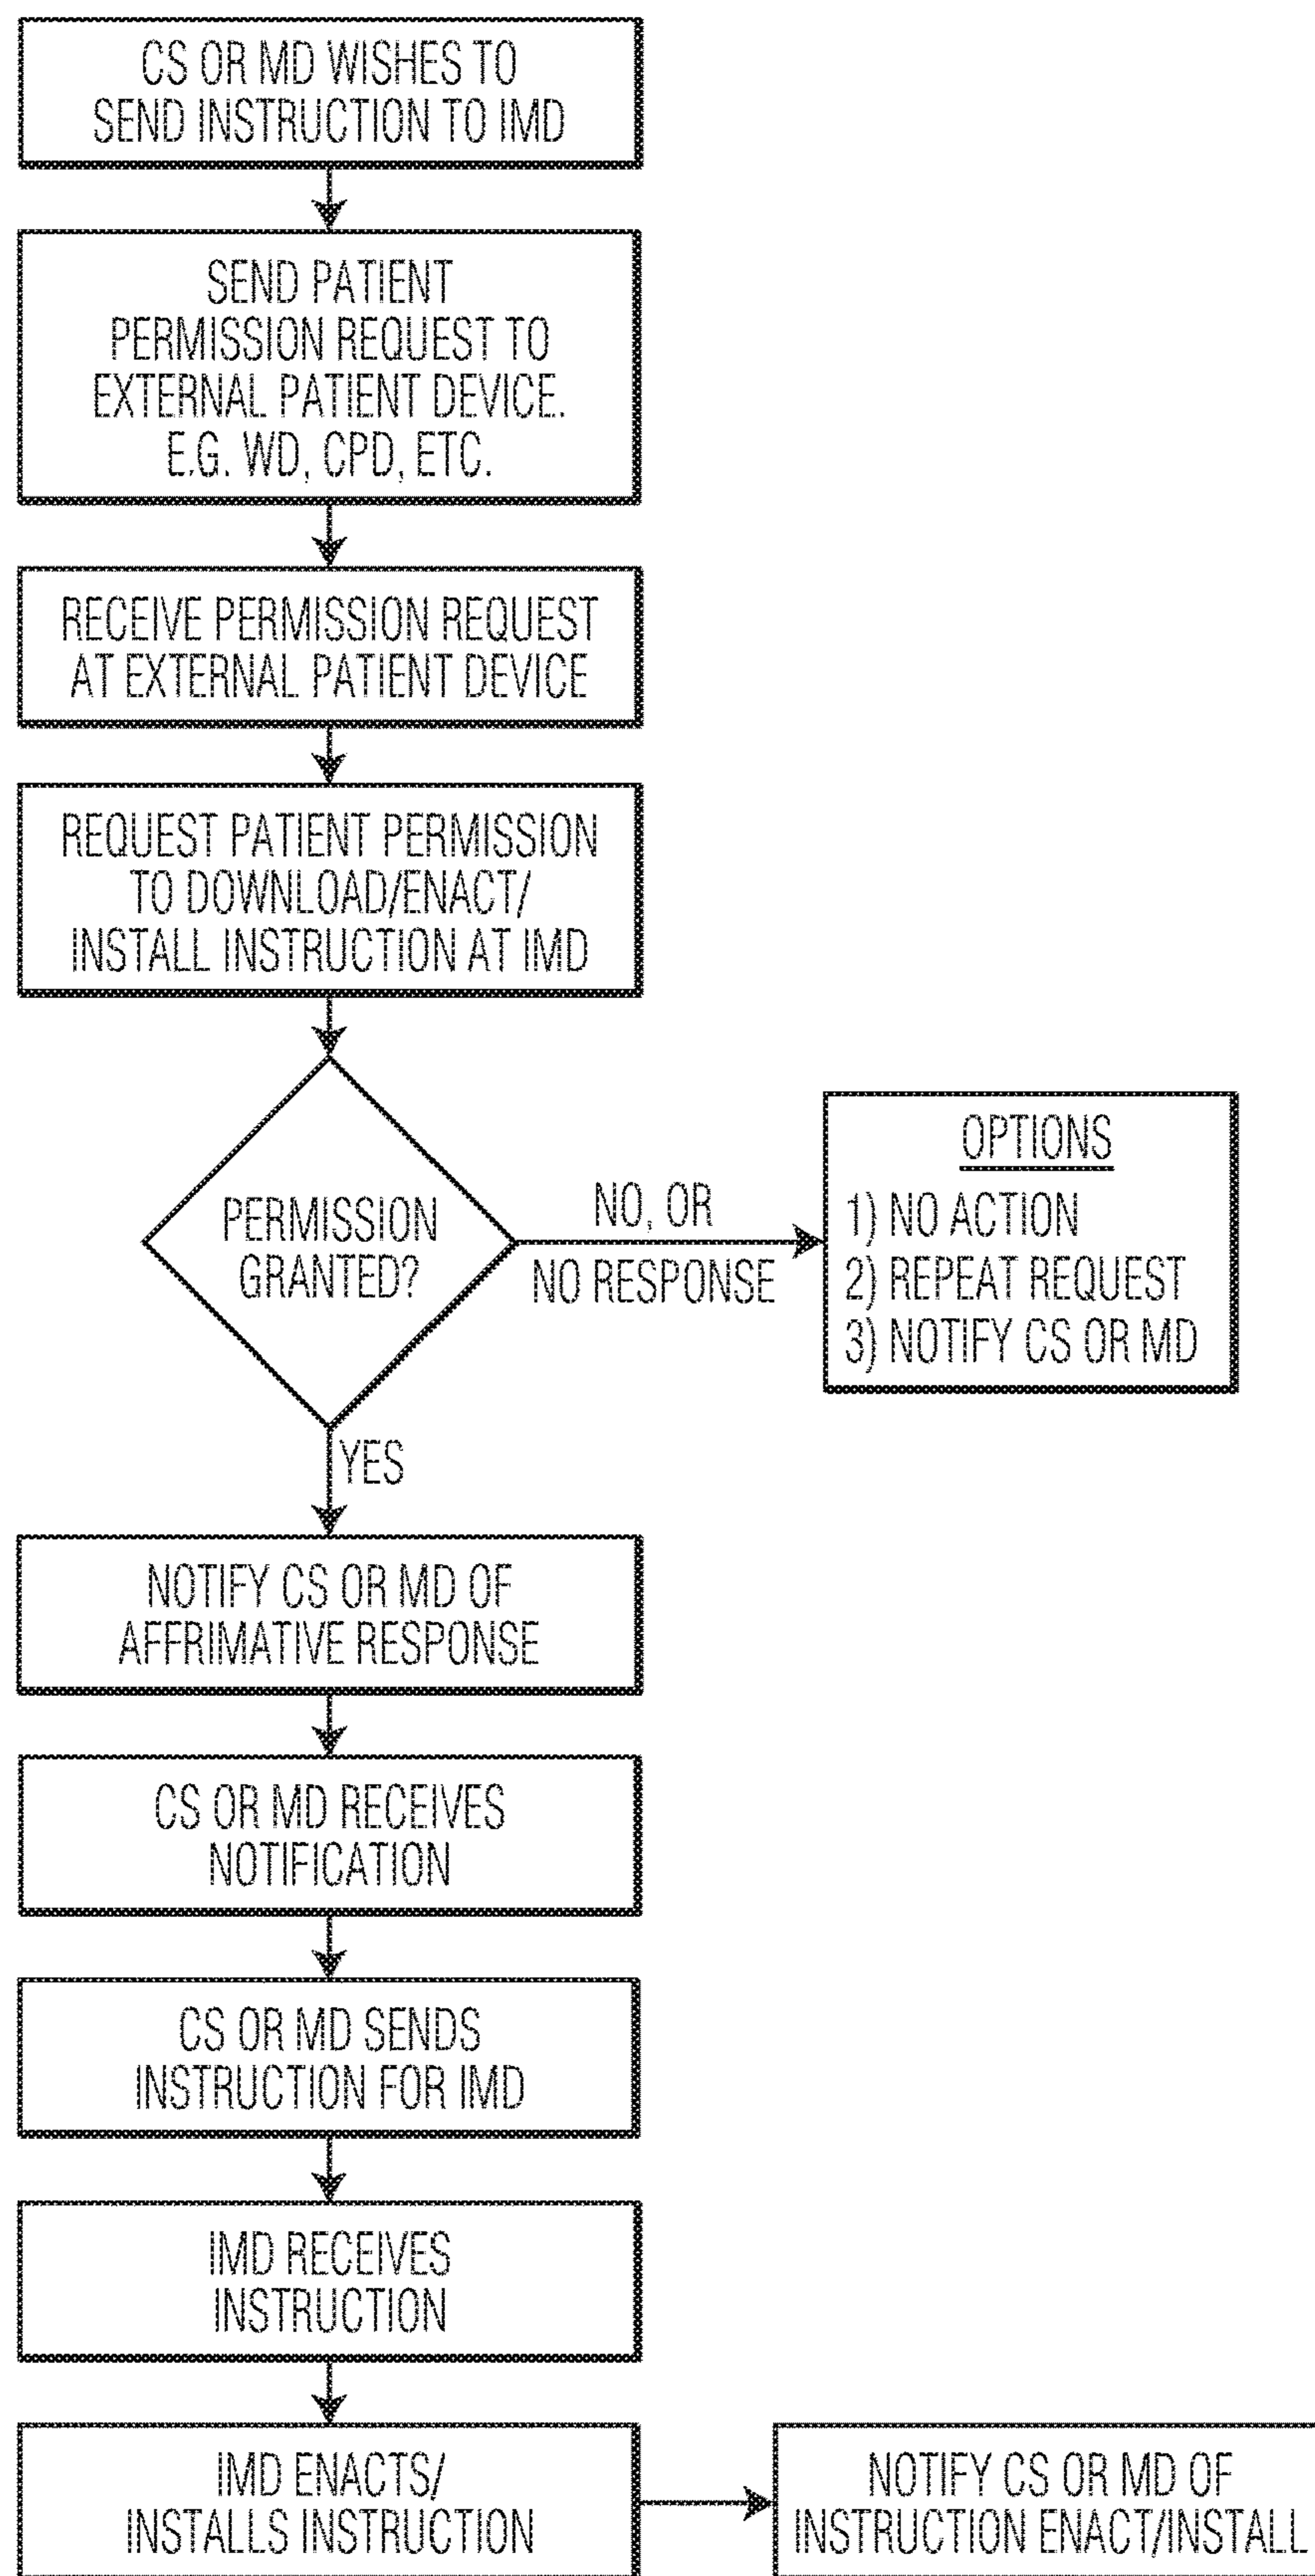 CS OR MD WISHES TO
SEND INSTRUCTION TO IMD
SEND PATIENT
PERMISSION REQUEST TO
EXTERNAL PATIENT DEVICE.
E.G. WD, CPD, ETC.
RECEIVE PERMISSION REQUEST
AT EXTERNAL PATIENT DEVICE
REQUEST PATIENT PERMISSION
TO DOWNLOAD/ENACT/
INSTALL INSTRUCTION AT IMD
PERMISSION
GRANTED?
NO, OR
NO RESPONSE
OPTIONS
1) NO ACTION
2) REPEAT REQUEST
3) NOTIFY CS OR MD
YES
NOTIFY CS OR MD OF
AFFRIMATIVE RESPONSE
CS OR MD RECEIVES
NOTIFICATION
CS OR MD SENDS
INSTRUCTION FOR IMD
IMD RECEIVES
INSTRUCTION
IMD ENACTS/
INSTALLS INSTRUCTION
NOTIFY CS OR MD OF
INSTRUCTION ENACT/INSTALL